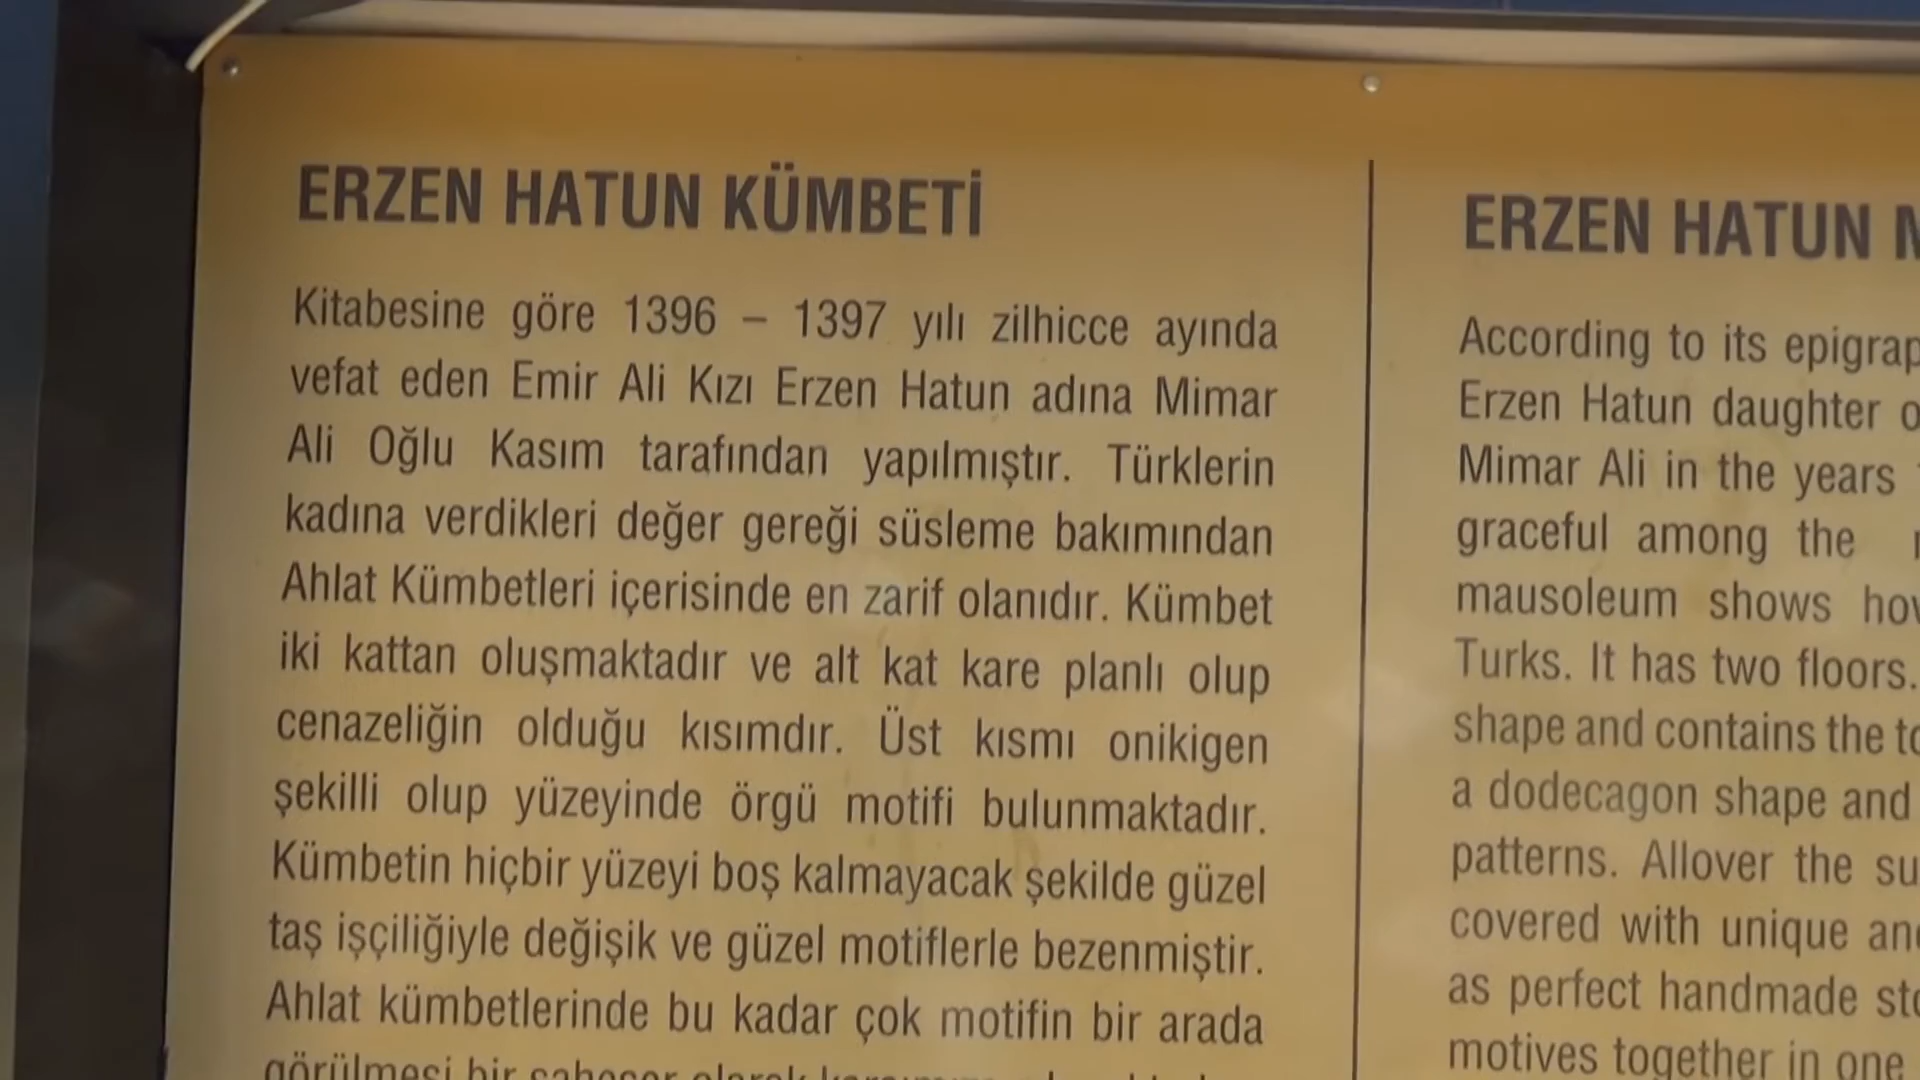 ERZEN HATUN KÜMBETİ
Kitabesine göre 1396 – 1397 yılı zilhicce ayında
vefat eden Emir Ali Kızı Erzen Hatun adına Mimar
Ali Oğlu Kasım tarafından yapılmıştır. Türklerin
kadına verdikleri değer gereği süsleme bakımından
Ahlat Kümbetleri içerisinde en zarif olanıdır. Kümbet
iki kattan oluşmaktadır ve alt kat kare planlı olup
cenazeliğin olduğu kısımdır. Üst kısmı onikigen
şekilli olup yüzeyinde örgü motifi bulunmaktadır.
Kümbetin hiçbir yüzeyi boş kalmayacak şekilde güzel
taş işçiliğiyle değişik ve güzel motiflerle bezenmiştir.
Ahlat kümbetlerinde bu kadar çok motifin bir arada
görülmesi bir
ERZEN HATUN
According to its
Erzen Hatun daughter
Mimar Ali in the years
graceful among the
mausoleum shows
Turks. It has two floors.
shape and contains the
a dodecagon shape and
patterns. Allover the
covered with unique
as perfect handmade
motives together in one